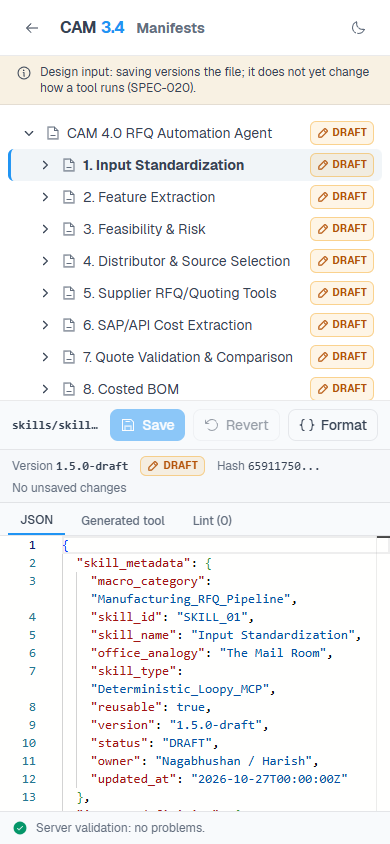 CAM 3.4 Manifests
Design input: saving versions the file; it does not yet change
how a tool runs (SPEC-020).
CAM 4.0 RFQ Automation Agent DRAFT
1. Input Standardization DRAFT
2. Feature Extraction DRAFT
3. Feasibility & Risk DRAFT
4. Distributor & Source Selection DRAFT
5. Supplier RFQ/Quoting Tools DRAFT
6. SAP/API Cost Extraction DRAFT
7. Quote Validation & Comparison DRAFT
8. Costed BOM DRAFT
skills/skill… Save Revert {} Format
Version 1.5.0-draft DRAFT Hash 65911750...
No unsaved changes
JSON Generated tool Lint (0)
1 {
2 "skill_metadata": {
3 "macro_category":
"Manufacturing_RFQ_Pipeline",
4 "skill_id": "SKILL_01",
5 "skill_name": "Input Standardization",
6 "office_analogy": "The Mail Room",
7 "skill_type":
"Deterministic_Loopy_MCP",
8 "reusable": true,
9 "version": "1.5.0-draft",
10 "status": "DRAFT",
11 "owner": "Nagabhushan / Harish",
12 "updated_at": "2026-10-27T00:00:00Z"
13 },
Server validation: no problems.